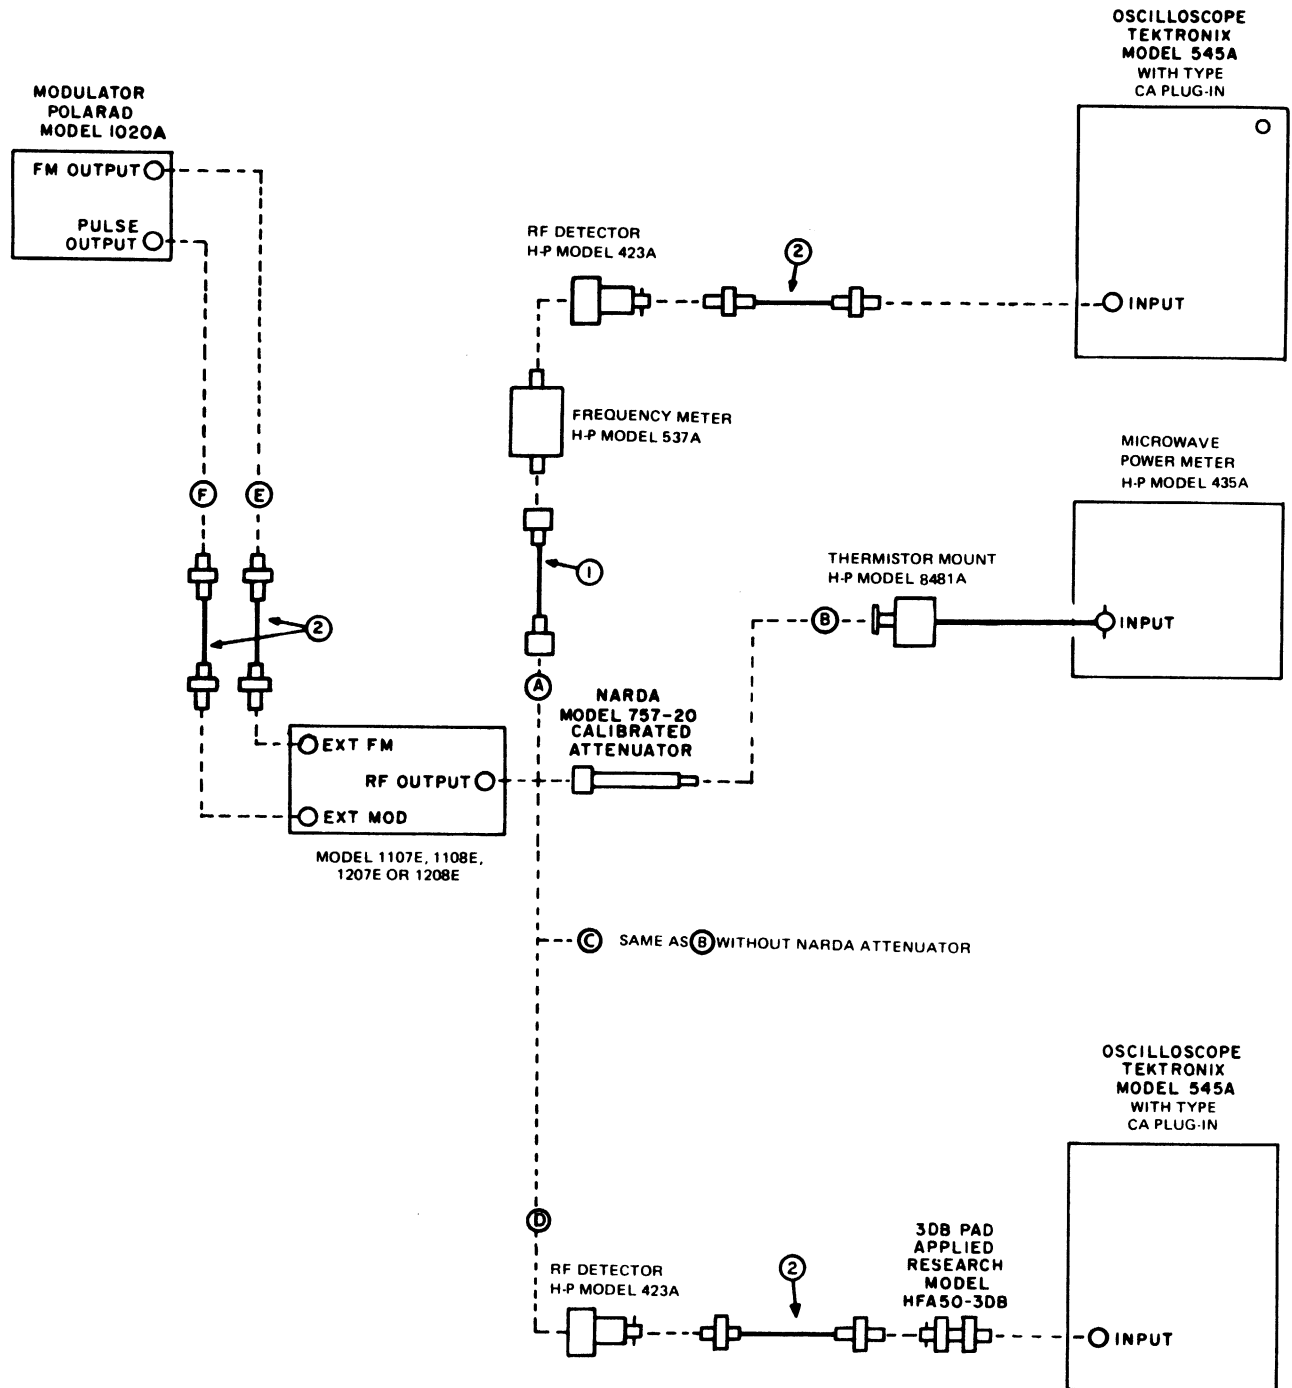 OSCILLOSCOPE
TEKTRONIX
MODEL 545A
WITH TYPE
CA PLUG-IN
MODULATOR
POLARAD
MODEL 1020A
FM OUTPUT
PULSE
OUTPUT
RF DETECTOR
H-P MODEL 423A
2
INPUT
FREQUENCY METER
H-P MODEL 537A
MICROWAVE
POWER METER
H-P MODEL 435A
F
E
1
THERMISTOR MOUNT
H-P MODEL 8481A
B
INPUT
2
A
NARDA
MODEL 757-20
CALIBRATED
ATTENUATOR
EXT FM
RF OUTPUT
EXT MOD
MODEL 1107E, 1108E,
1207E OR 1208E
C SAME AS B WITHOUT NARDA ATTENUATOR
OSCILLOSCOPE
TEKTRONIX
MODEL 545A
WITH TYPE
CA PLUG-IN
D
RF DETECTOR
H-P MODEL 423A
2
3DB PAD
APPLIED
RESEARCH
MODEL
HFA50-3DB
INPUT